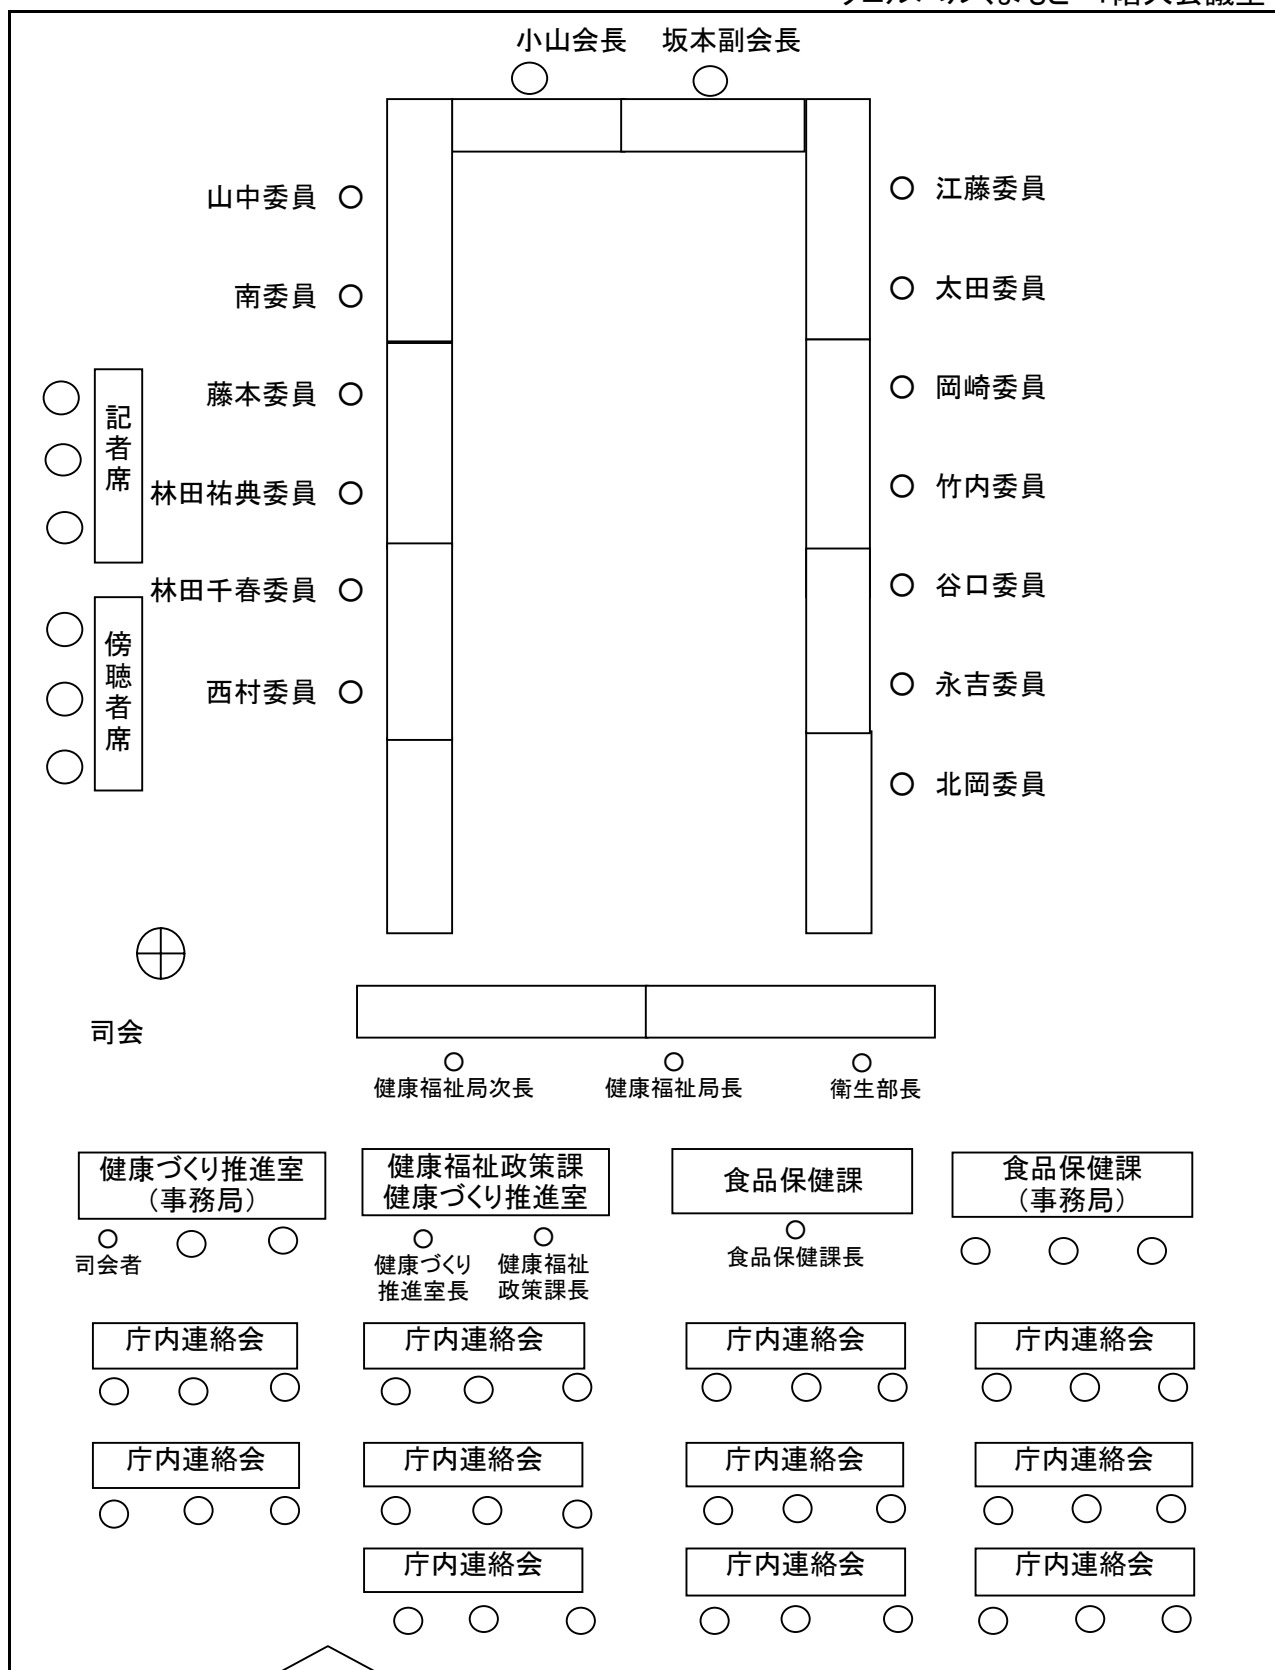 小山会長 坂本副会長
山中委員 江藤委員
南委員 太田委員
藤本委員 岡崎委員
記者席
林田祐典委員 竹内委員
林田千春委員 谷口委員
傍聴者席
西村委員 永吉委員
北岡委員
司会
健康福祉局次長 健康福祉局長 衛生部長
健康づくり推進室
(事務局)
健康福祉政策課
健康づくり推進室
食品保健課
食品保健課
(事務局)
司会者
健康づくり
推進室長
健康福祉
政策課長
食品保健課長
庁内連絡会 庁内連絡会 庁内連絡会 庁内連絡会
庁内連絡会 庁内連絡会 庁内連絡会 庁内連絡会
庁内連絡会 庁内連絡会 庁内連絡会